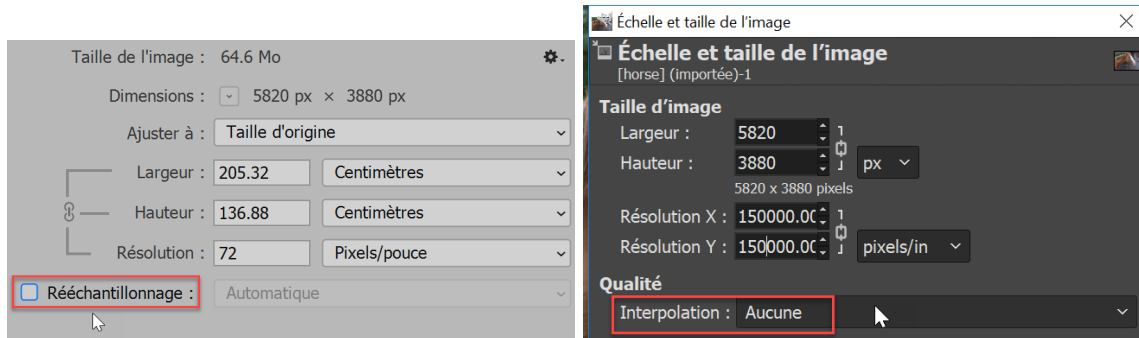 Taille de l'image : 64.6 Mo
Dimensions : 5820 px × 3880 px
Ajuster à : Taille d'origine
Largeur : 205.32 Centimètres
Hauteur : 136.88 Centimètres
Résolution : 72 Pixels/pouce
Rééchantillonnage : Automatique
Échelle et taille de l'image
Échelle et taille de l’image
[horse] (importée)-1
Taille d’image
Largeur : 5820
Hauteur : 3880 px
5820 x 3880 pixels
Résolution X : 150000.00
Résolution Y : 150000.00 pixels/in
Qualité
Interpolation : Aucune